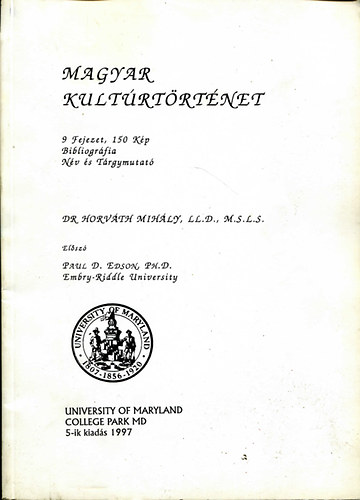 MAGYAR
KULTÚRTÖRTÉNET
9 Fejezet, 150 Kép
Bibliográfia
Név és Tárgymutató
DR HORVÁTH MIHÁLY, LL.D., M.S.L.S.
Előszó
PAUL D. EDSON, PH.D.
Embry-Riddle University
UNIVERSITY OF MARYLAND
·1807·1856·1920·
UNIVERSITY OF MARYLAND
COLLEGE PARK MD
5-ik kiadás 1997